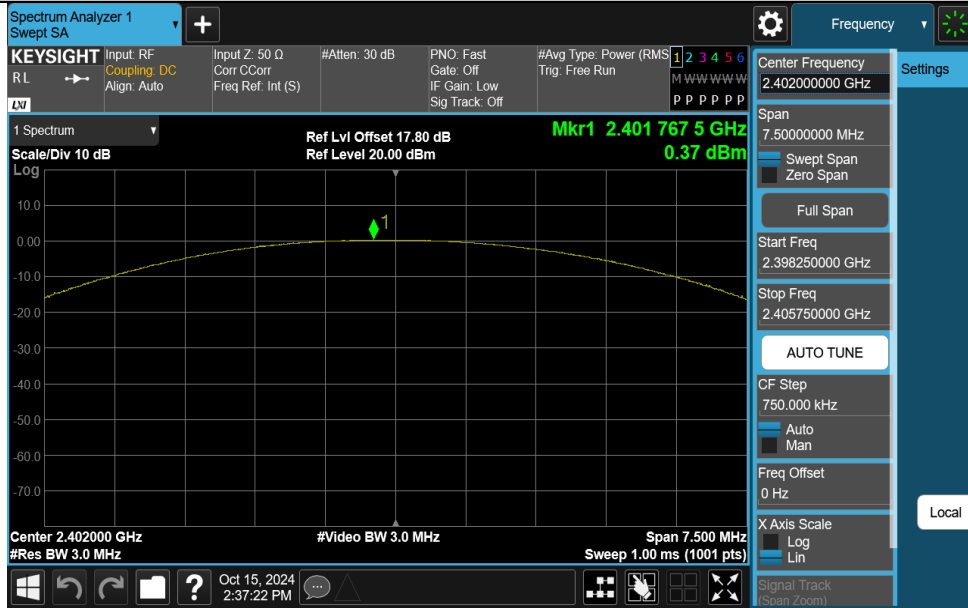 Spectrum Analyzer 1
Swept SA
+
Frequency
KEYSIGHT
R L
LXI
Input: RF
Coupling: DC
Align: Auto
Input Z: 50 Ω
Corr CCorr
Freq Ref: Int (S)
#Atten: 30 dB
PNO: Fast
Gate: Off
IF Gain: Low
Sig Track: Off
#Avg Type: Power (RMS
Trig: Free Run
1 2 3 4 5 6
M W W W W W
P P P P P P
1 Spectrum
Scale/Div 10 dB
Log
Ref Lvl Offset 17.80 dB
Ref Level 20.00 dBm
Mkr1 2.401 767 5 GHz
0.37 dBm
1
10.0
0.00
-10.0
-20.0
-30.0
-40.0
-50.0
-60.0
-70.0
Center 2.402000 GHz
#Res BW 3.0 MHz
#Video BW 3.0 MHz
Span 7.500 MHz
Sweep 1.00 ms (1001 pts)
?
Oct 15, 2024
2:37:22 PM
Center Frequency
2.402000000 GHz
Settings
Span
7.50000000 MHz
Swept Span
Zero Span
Full Span
Start Freq
2.398250000 GHz
Stop Freq
2.405750000 GHz
AUTO TUNE
CF Step
750.000 kHz
Auto
Man
Freq Offset
0 Hz
Local
X Axis Scale
Log
Lin
Signal Track
(Span Zoom)